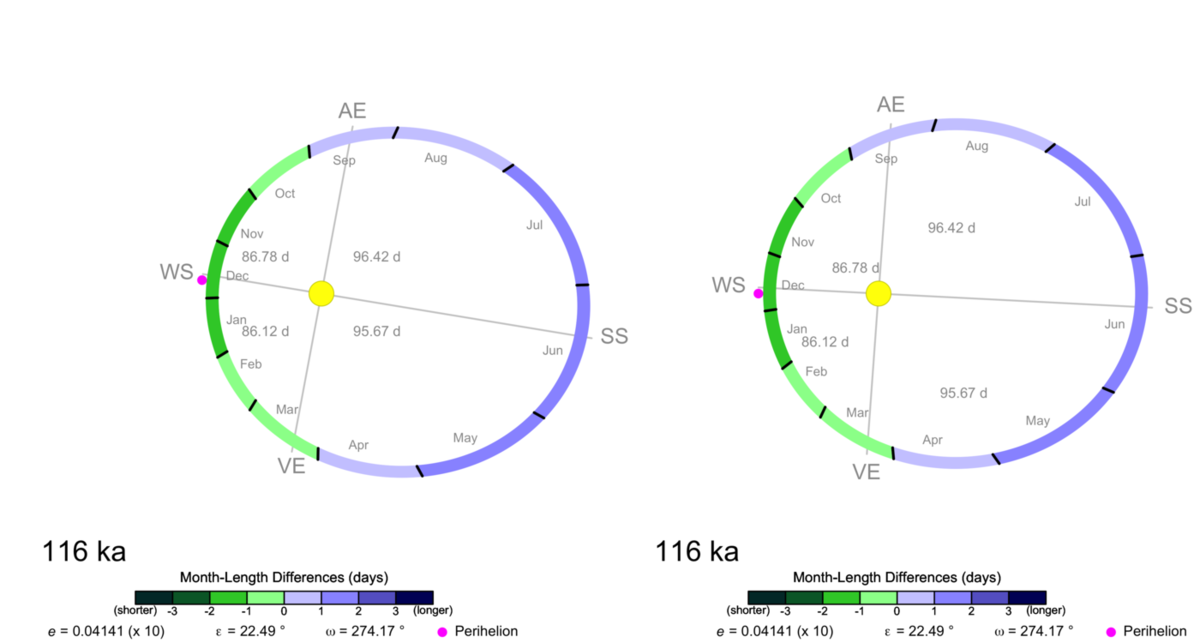 AE
Sep
Aug
Oct
Jul
Nov
86.78 d
96.42 d
WS
Dec
SS
Jan
86.12 d
95.67 d
Jun
Feb
Mar
Apr
May
VE
116 ka
Month-Length Differences (days)
(shorter) -3 -2 -1 0 1 2 3 (longer)
e = 0.04141 (x 10) ε = 22.49 ° ω = 274.17 ° Perihelion
AE
Sep
Aug
Oct
Jul
96.42 d
Nov
86.78 d
WS
Dec
SS
Jan
86.12 d
Jun
Feb
95.67 d
Mar
May
Apr
VE
116 ka
Month-Length Differences (days)
(shorter) -3 -2 -1 0 1 2 3 (longer)
e = 0.04141 (x 10) ε = 22.49 ° ω = 274.17 ° Perihelion